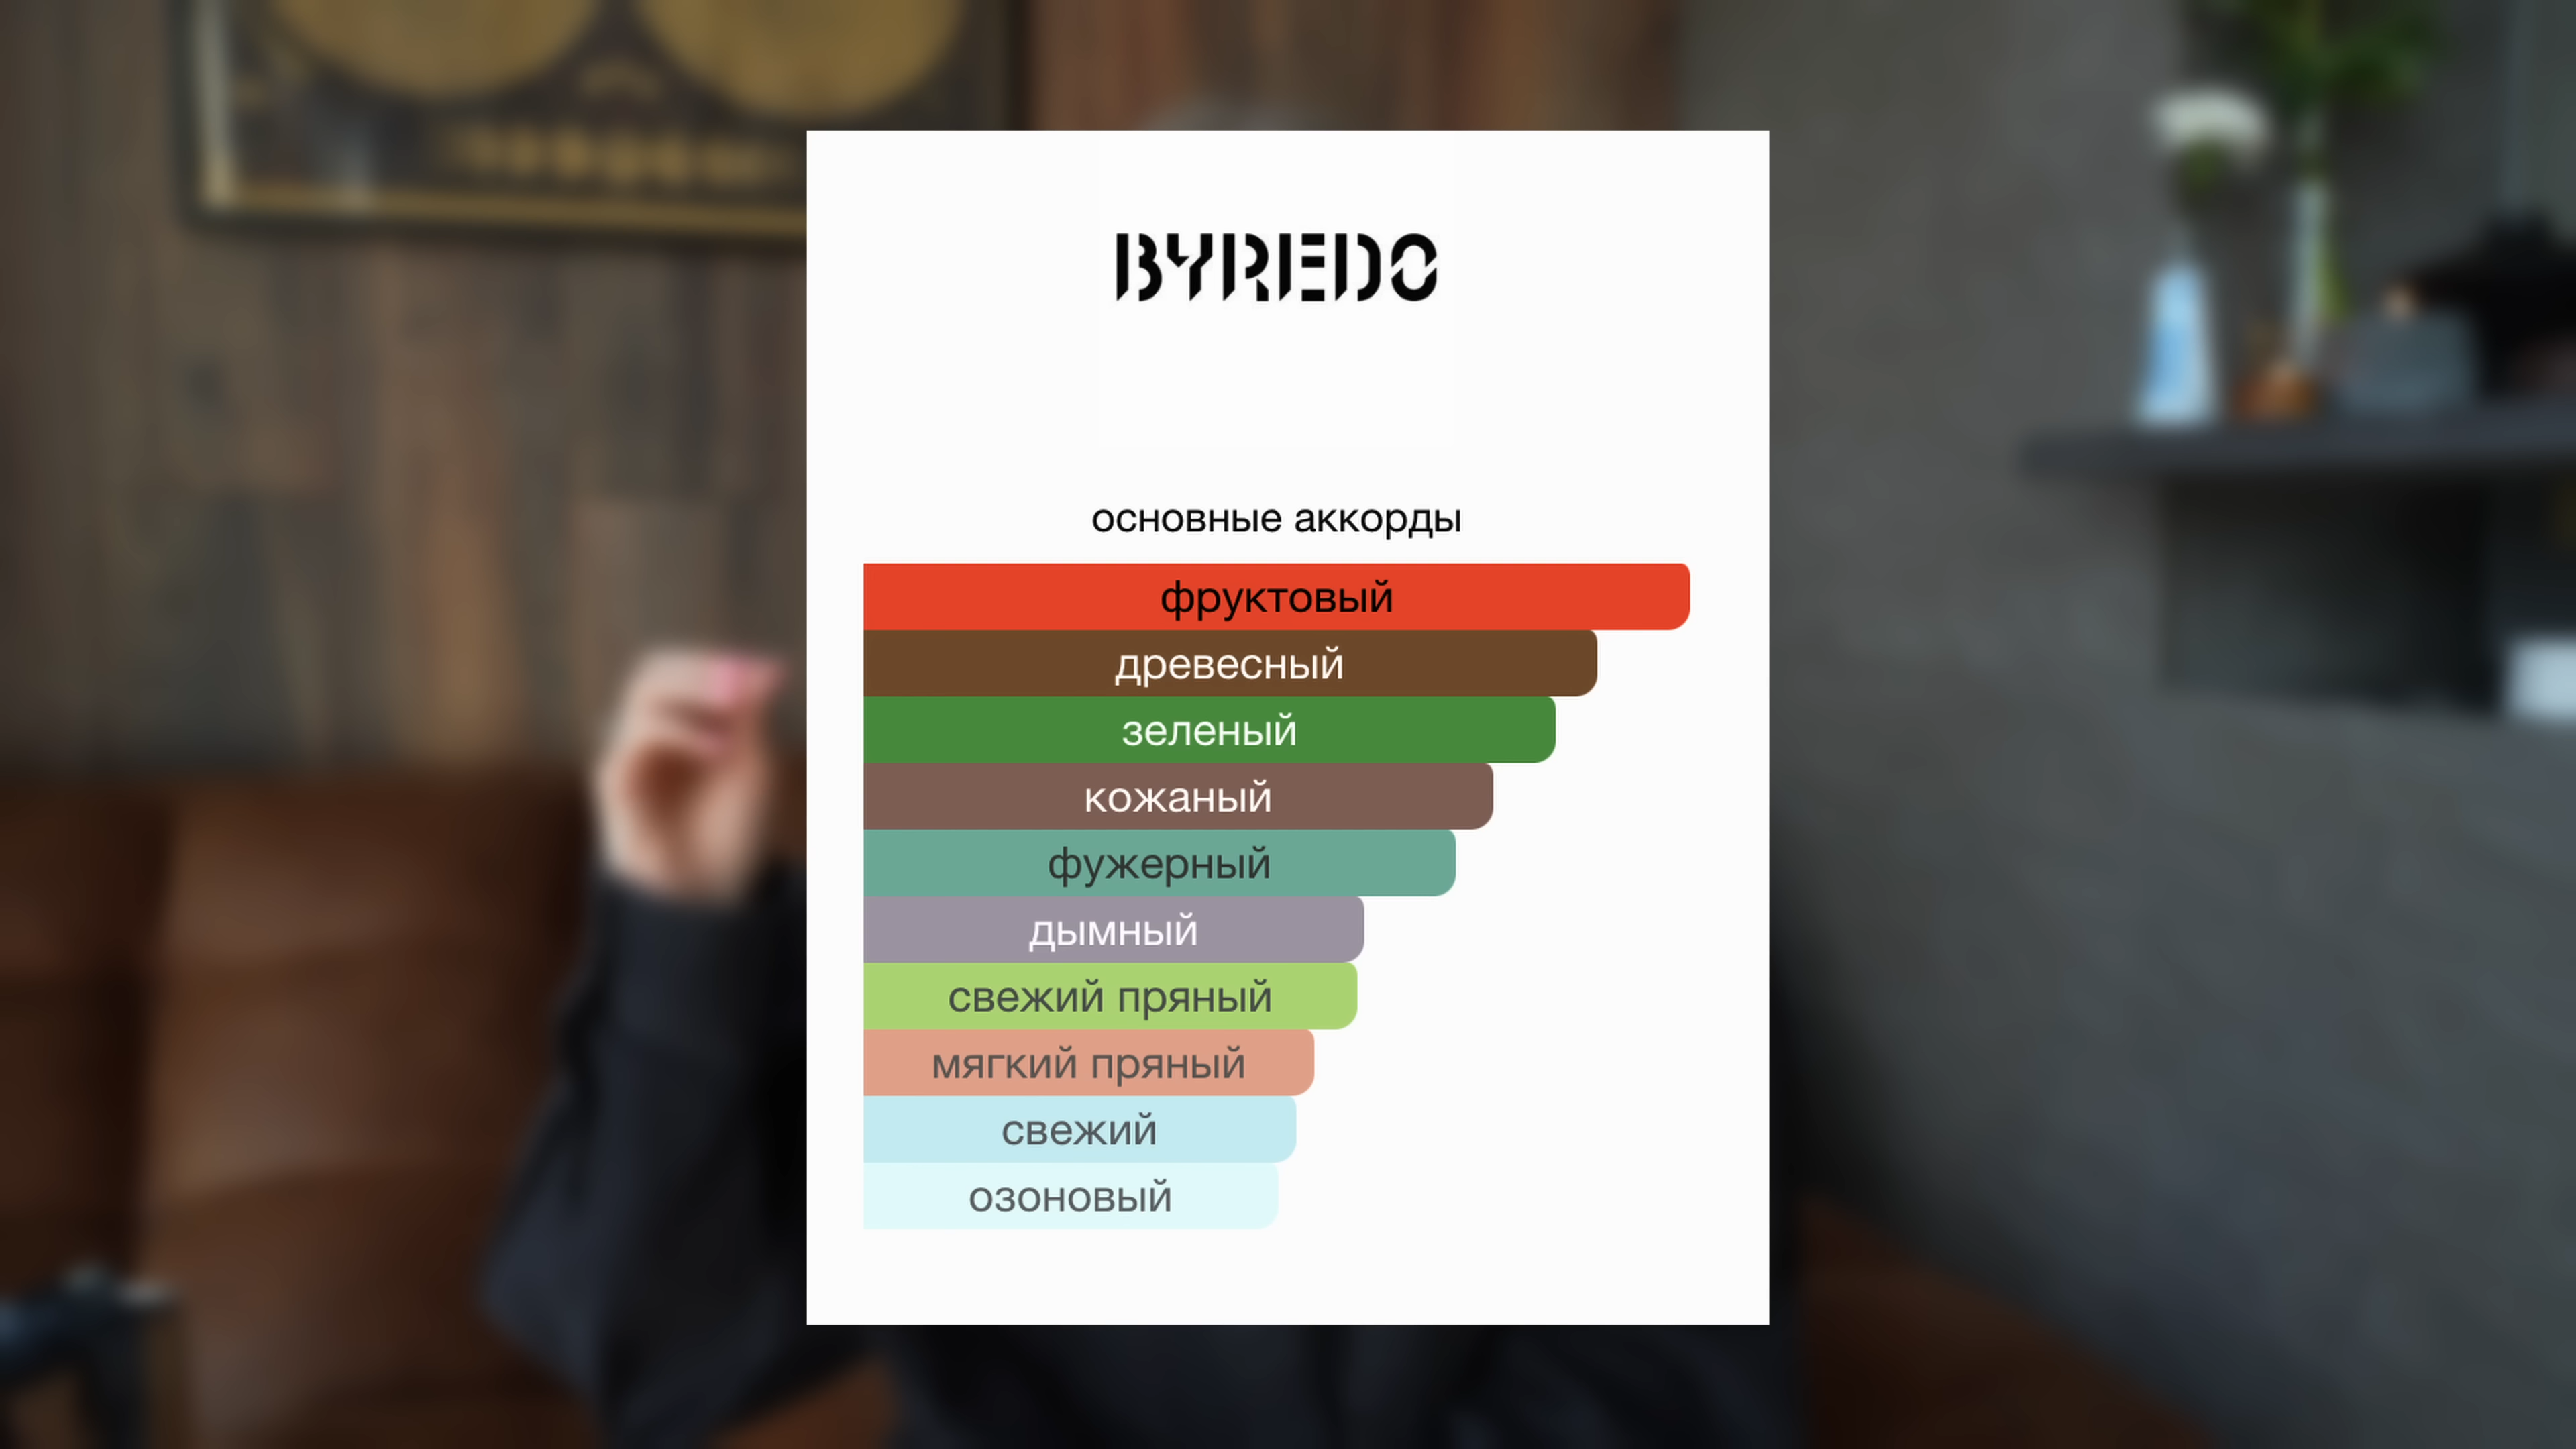 BYREDO
основные аккорды
фруктовый
древесный
зеленый
кожаный
фужерный
дымный
свежий пряный
мягкий пряный
свежий
озоновый